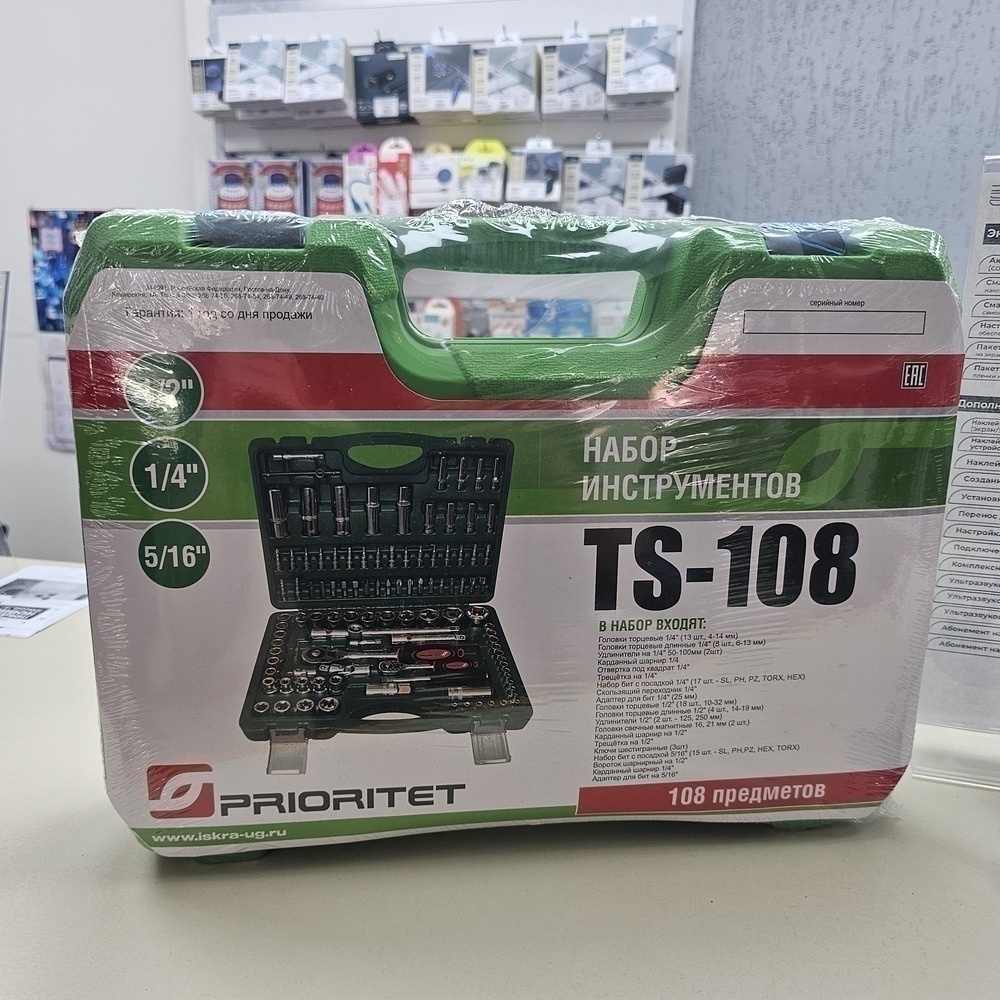 Гарантия: 1 год со дня продажи
серийный номер
EAC
1/2"
1/4"
5/16"
НАБОР
ИНСТРУМЕНТОВ
TS-108
В НАБОР ВХОДЯТ:
Головки торцевые 1/4" (13 шт., 4-14 мм)
Головки торцевые длинные 1/4" (8 шт., 6-13 мм)
Удлинители на 1/4" 50-100мм (2шт)
Карданный шарнир 1/4
Отвертка под квадрат 1/4"
Трещётка на 1/4"
Набор бит с посадкой 1/4" (17 шт. - SL, PH, PZ, TORX, HEX)
Скользящий переходник 1/4"
Адаптер для бит 1/4" (25 мм)
Головки торцевые 1/2" (18 шт., 10-32 мм)
Головки торцевые длинные 1/2" (4 шт., 14-19 мм)
Удлинители 1/2" (2 шт. - 125, 250 мм)
Головки свечные магнитные 16, 21 мм (2 шт.)
Карданный шарнир на 1/2"
Трещётка на 1/2"
Ключи шестигранные (3шт)
Набор бит с посадкой 5/16" (15 шт. - SL, PH,PZ, HEX, TORX)
Вороток шарнирный на 1/2"
Карданный шарнир 1/4"
Адаптер для бит на 5/16"
108 предметов
PRIORITET
www.iskra-ug.ru